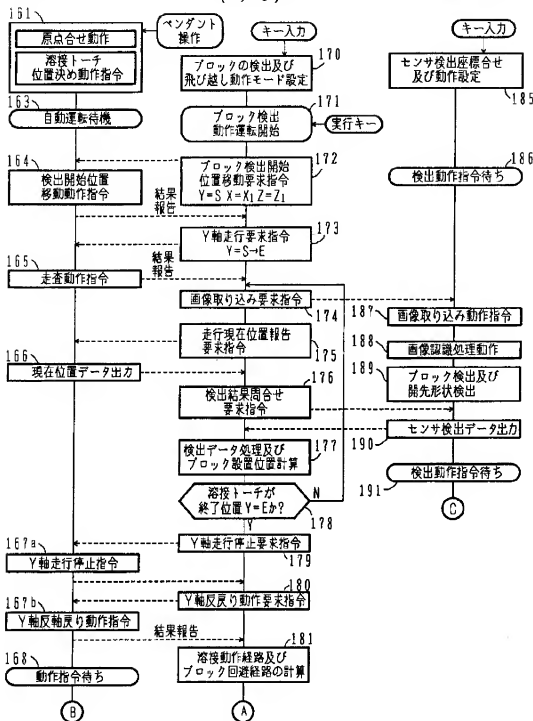 161
原点合せ動作
溶接トーチ
位置決め動作指令
ペンダント
操作
163
自動運転待機
164
検出開始位置
移動動作指令
結果
報告
165
走査動作指令
結果
報告
166
現在位置データ出力
167a
Y軸走行停止指令
167b
Y軸反転戻り動作指令
結果報告
168
動作指令待ち
B
キー入力
170
ブロックの検出及び
飛び越し動作モード設定
171
ブロック検出
動作運転開始
実行キー
172
ブロック検出開始
位置移動要求指令
Y=S X=X₁ Z=Z₁
173
Y軸走行要求指令
Y=S→E
画像取り込み要求指令
174
走行現在位置報告
要求指令
175
176
検出結果問合せ
要求指令
177
検出データ処理及び
ブロック設置位置計算
溶接トーチが
終了位置Y=Eか?
N
178
Y
Y軸走行停止要求指令
179
180
Y軸反戻り動作要求指令
181
溶接動作経路及び
ブロック回避経路の計算
A
キー入力
センサ検出座標合せ
及び動作設定
185
186
検出動作指令待ち
187
画像取り込み動作指令
188
画像認識処理動作
189
ブロック検出及び
開先形状検出
センサ検出データ出力
190
検出動作指令待ち
191
C